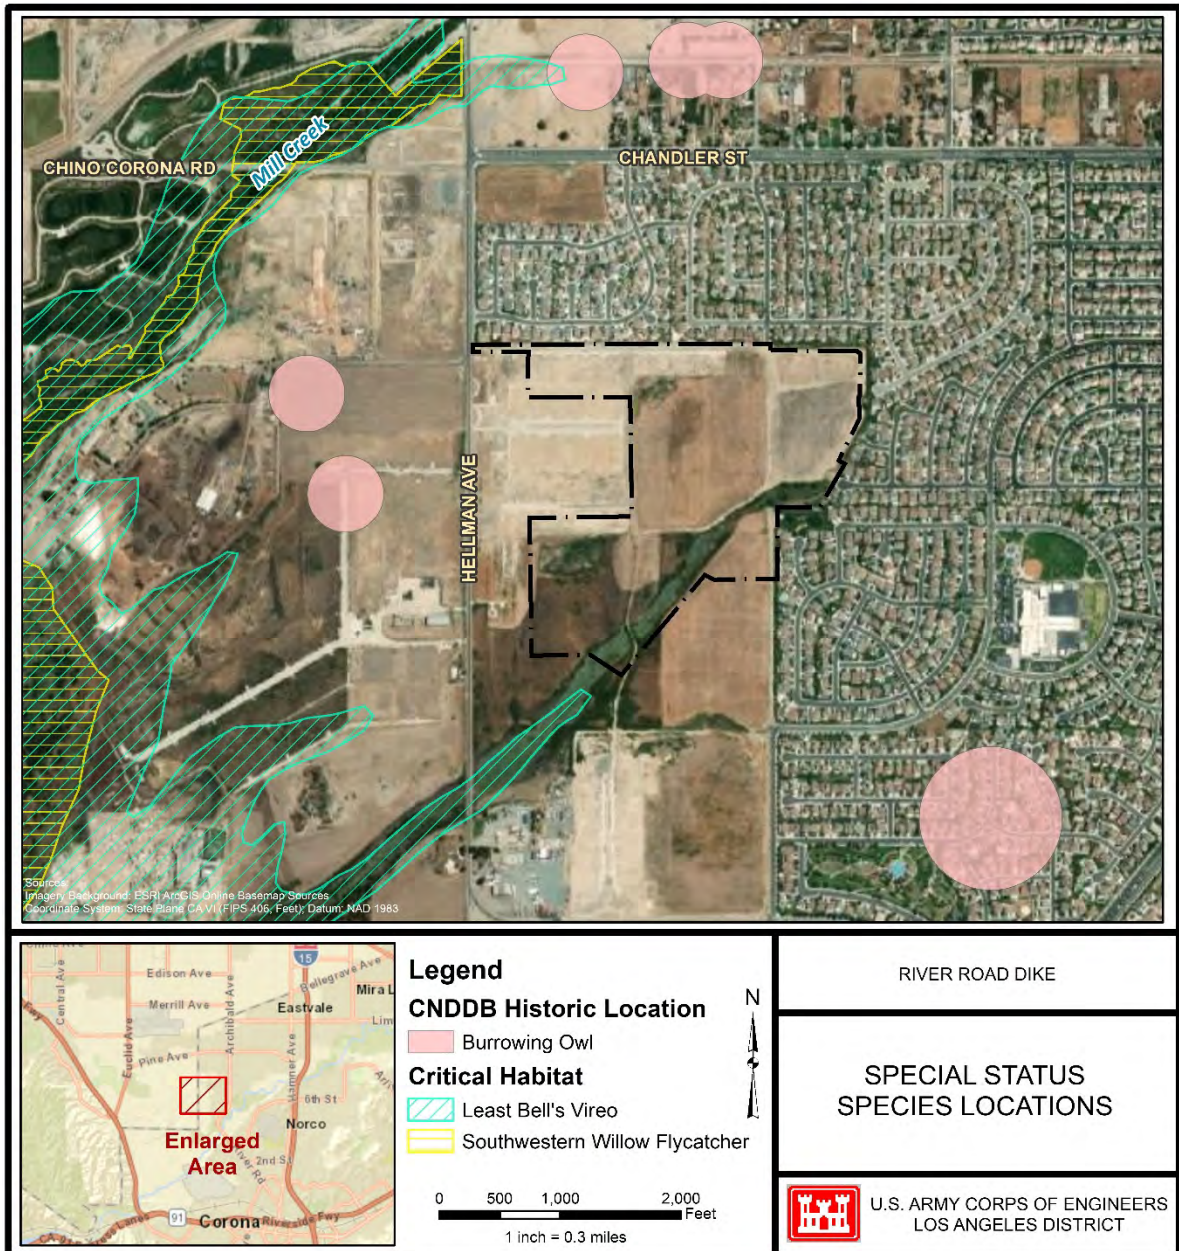 CHINO CORONA RD
Mill Creek
CHANDLER ST
HELLMAN AVE
Sources:
Imagery Background: ESRI ArcGIS Online Basemap Sources
Coordinate System: State Plane CA VI (FIPS 406, Feet); Datum: NAD 1983
Central Ave
Edison Ave
Merrill Ave
Euclid Ave
Archibald Ave
Pine Ave
15
Bellegrave Ave
Mira L
Eastvale
Lim
Hamner Ave
6th St
Norco
Enlarged
Area
2nd St
River Rd
91
Corona
Riverside Fwy
Legend
CNDDB Historic Location
Burrowing Owl
Critical Habitat
Least Bell's Vireo
Southwestern Willow Flycatcher
N
0 500 1,000 2,000
Feet
1 inch = 0.3 miles
RIVER ROAD DIKE
SPECIAL STATUS
SPECIES LOCATIONS
U.S. ARMY CORPS OF ENGINEERS
LOS ANGELES DISTRICT